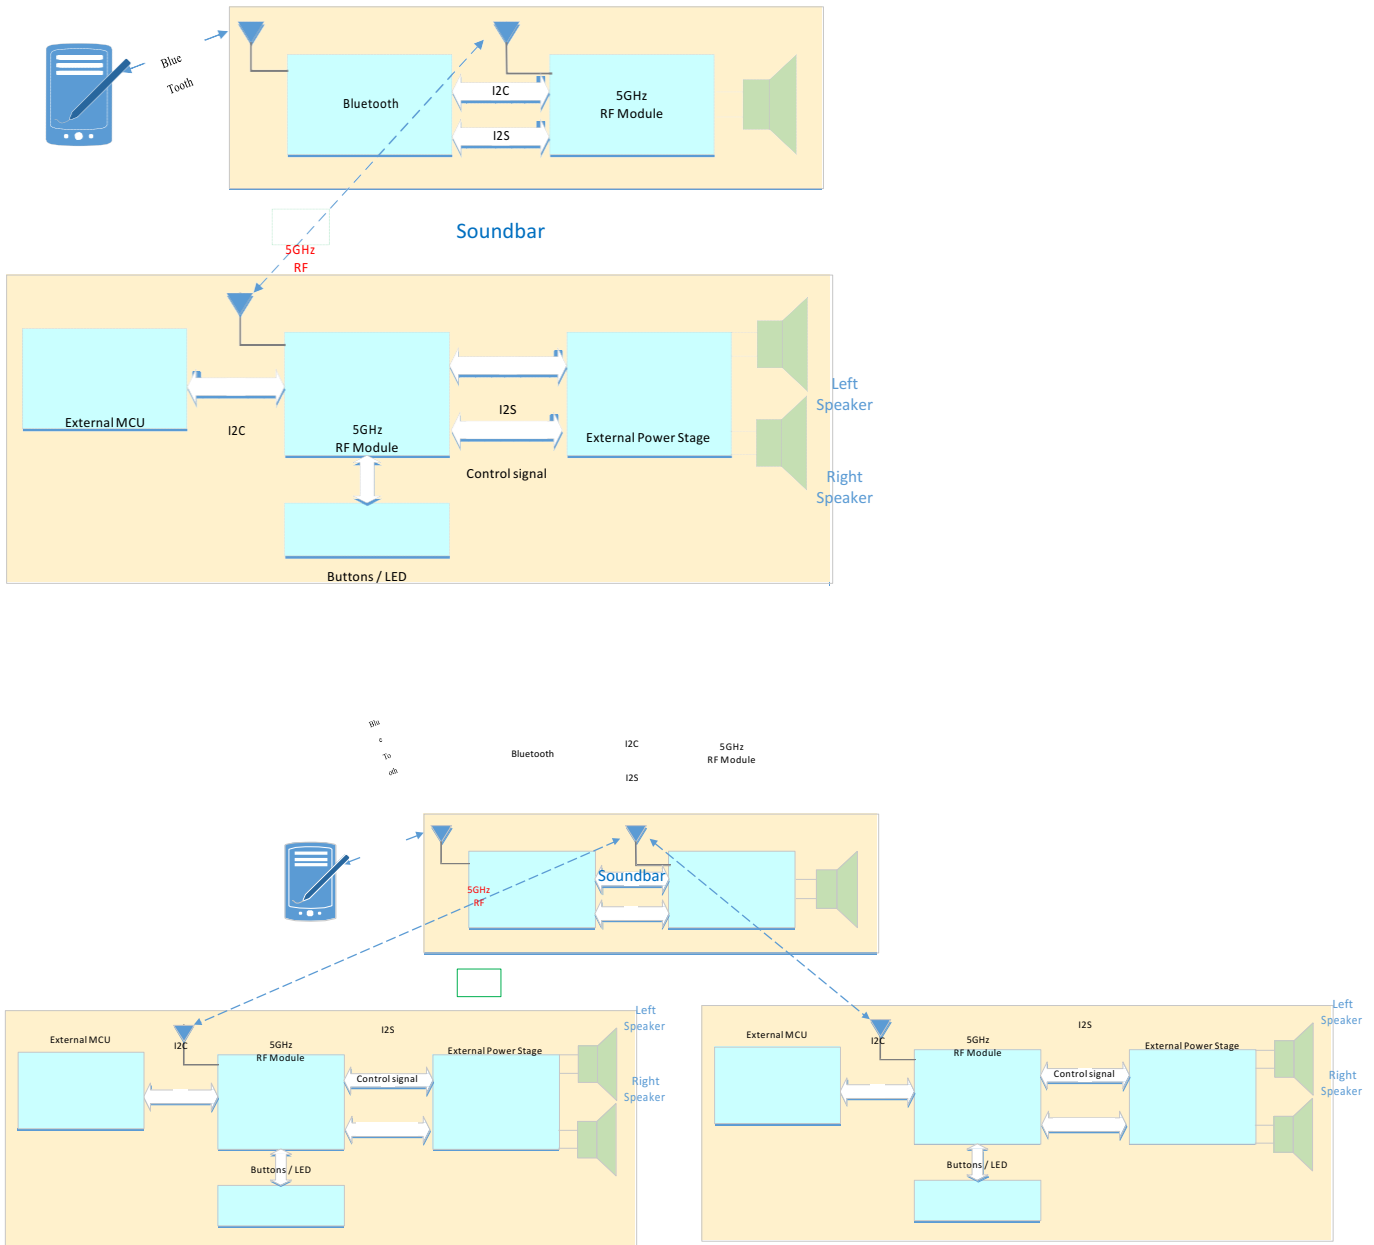 Blue
Tooth
Bluetooth
I2C
I2S
5GHz
RF Module
Soundbar
5GHz
RF
External MCU
I2C
5GHz
RF Module
I2S
Control signal
External Power Stage
Left
Speaker
Right
Speaker
Buttons / LED
Blu
e
To
oth
Bluetooth
I2C
I2S
5GHz
RF Module
Soundbar
5GHz
RF
External MCU
I2C
5GHz
RF Module
I2S
Control signal
External Power Stage
Left
Speaker
Right
Speaker
Buttons / LED
External MCU
I2C
5GHz
RF Module
I2S
Control signal
External Power Stage
Left
Speaker
Right
Speaker
Buttons / LED